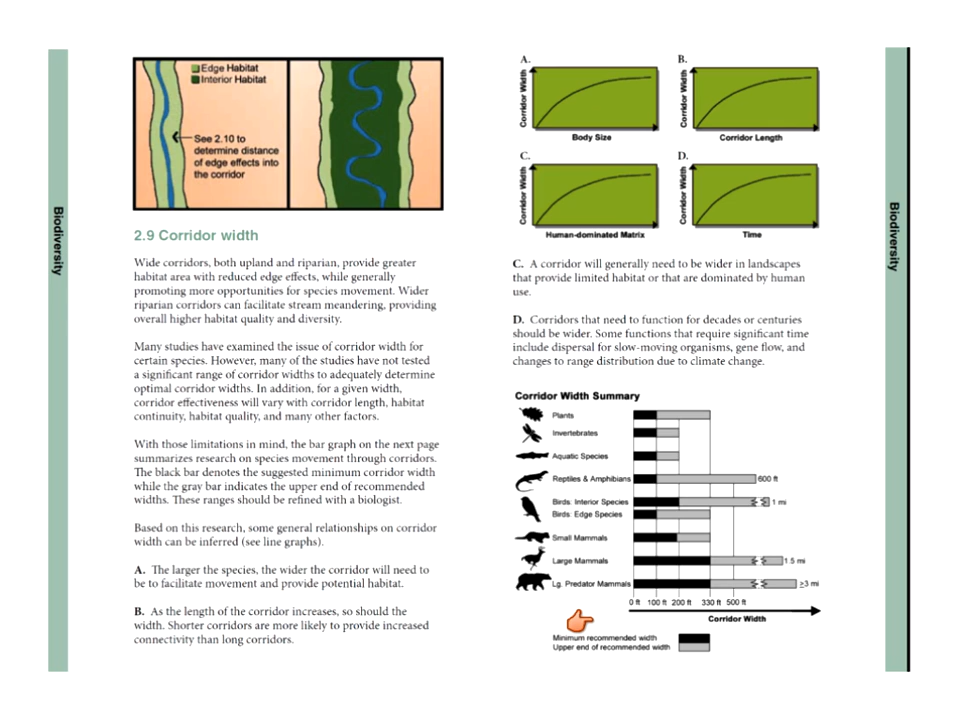 Biodiversity
Edge Habitat
Interior Habitat
See 2.10 to
determine distance
of edge effects into
the corridor
2.9 Corridor width
Wide corridors, both upland and riparian, provide greater
habitat area with reduced edge effects, while generally
promoting more opportunities for species movement. Wider
riparian corridors can facilitate stream meandering, providing
overall higher habitat quality and diversity.
Many studies have examined the issue of corridor width for
certain species. However, many of the studies have not tested
a significant range of corridor widths to adequately determine
optimal corridor widths. In addition, for a given width,
corridor effectiveness will vary with corridor length, habitat
continuity, habitat quality, and many other factors.
With those limitations in mind, the bar graph on the next page
summarizes research on species movement through corridors.
The black bar denotes the suggested minimum corridor width
while the gray bar indicates the upper end of recommended
widths. These ranges should be refined with a biologist.
Based on this research, some general relationships on corridor
width can be inferred (see line graphs).
A. The larger the species, the wider the corridor will need to
be to facilitate movement and provide potential habitat.
B. As the length of the corridor increases, so should the
width. Shorter corridors are more likely to provide increased
connectivity than long corridors.
A.
Corridor Width
Body Size
B.
Corridor Width
Corridor Length
C.
Corridor Width
Human-dominated Matrix
D.
Corridor Width
Time
C. A corridor will generally need to be wider in landscapes
that provide limited habitat or that are dominated by human
use.
D. Corridors that need to function for decades or centuries
should be wider. Some functions that require significant time
include dispersal for slow-moving organisms, gene flow, and
changes to range distribution due to climate change.
Corridor Width Summary
Plants
Invertebrates
Aquatic Species
Reptiles & Amphibians 600 ft
Birds: Interior Species 1 mi
Birds: Edge Species
Small Mammals
Large Mammals 1.5 mi
Lg. Predator Mammals ≥3 mi
0 ft 100 ft 200 ft 330 ft 500 ft
Corridor Width
Minimum recommended width
Upper end of recommended width
Biodiversity